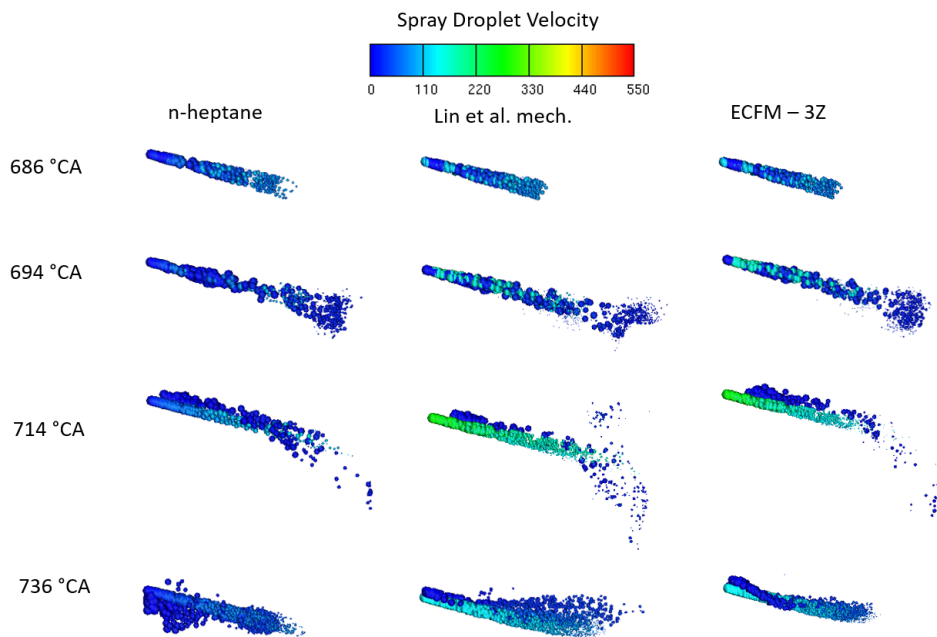 Spray Droplet Velocity
0 110 220 330 440 550
n-heptane Lin et al. mech. ECFM – 3Z
686 °CA
694 °CA
714 °CA
736 °CA